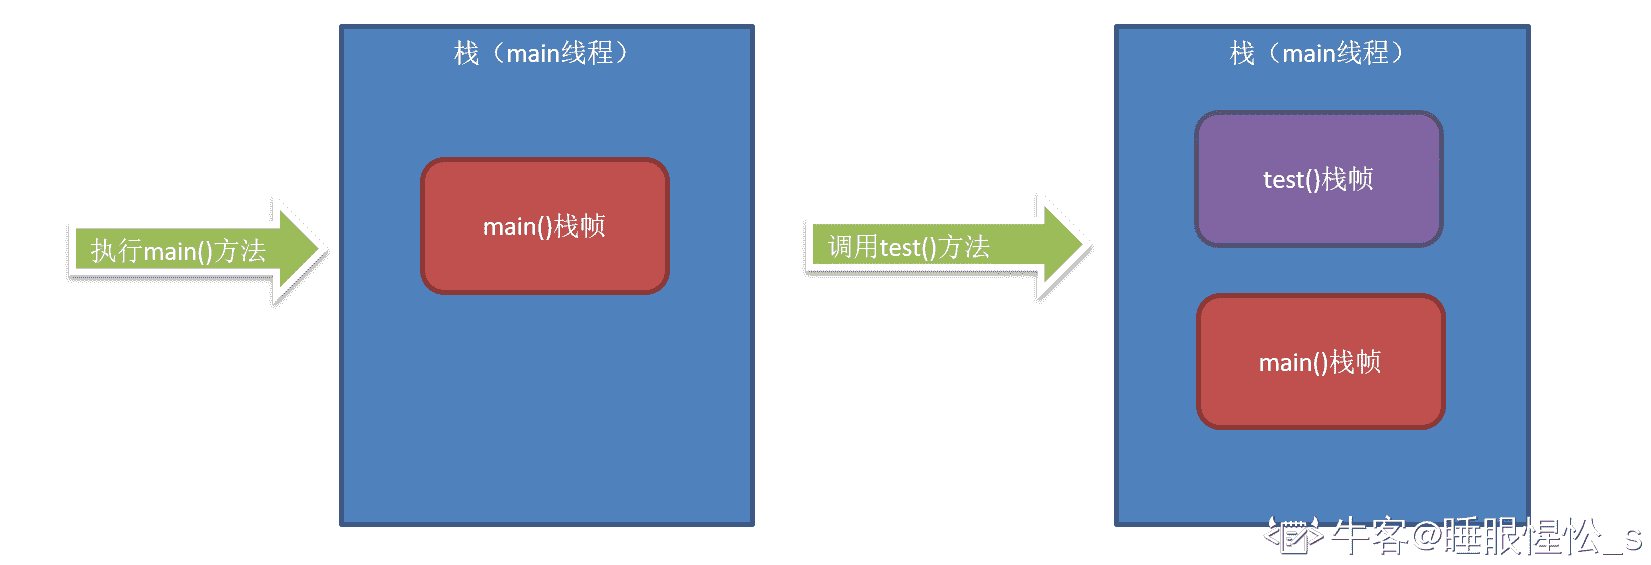 栈（main线程）
栈（main线程）
执行main()方法
main()栈帧
调用test()方法
test()栈帧
main()栈帧
牛客@睡眼惺忪_s